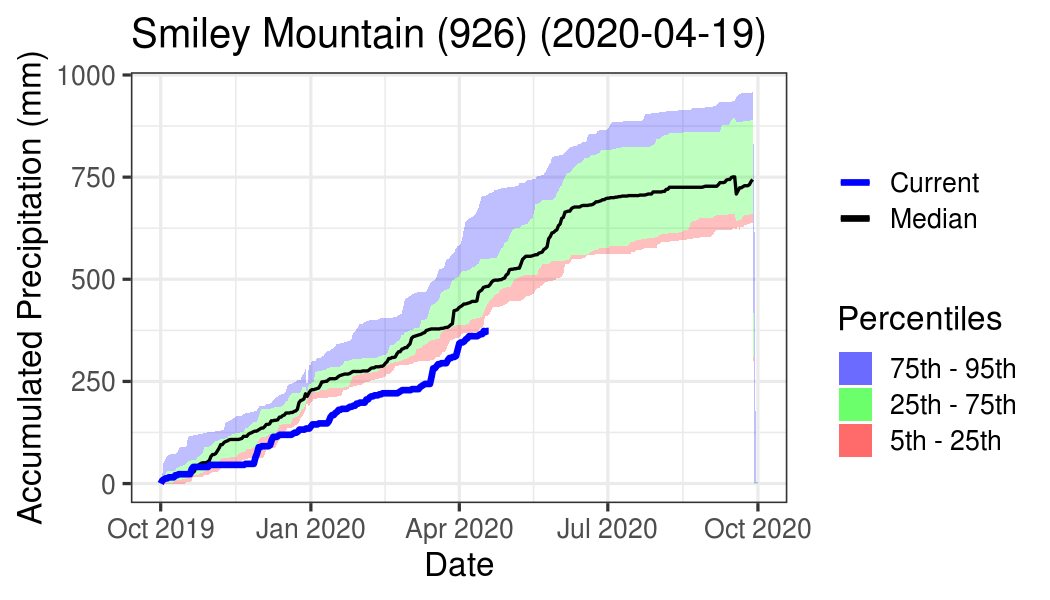 Smiley Mountain (926) (2020-04-19)
Accumulated Precipitation (mm)
1000
750
500
250
0
Oct 2019
Jan 2020
Apr 2020
Jul 2020
Oct 2020
Date
Current
Median
Percentiles
75th - 95th
25th - 75th
5th - 25th